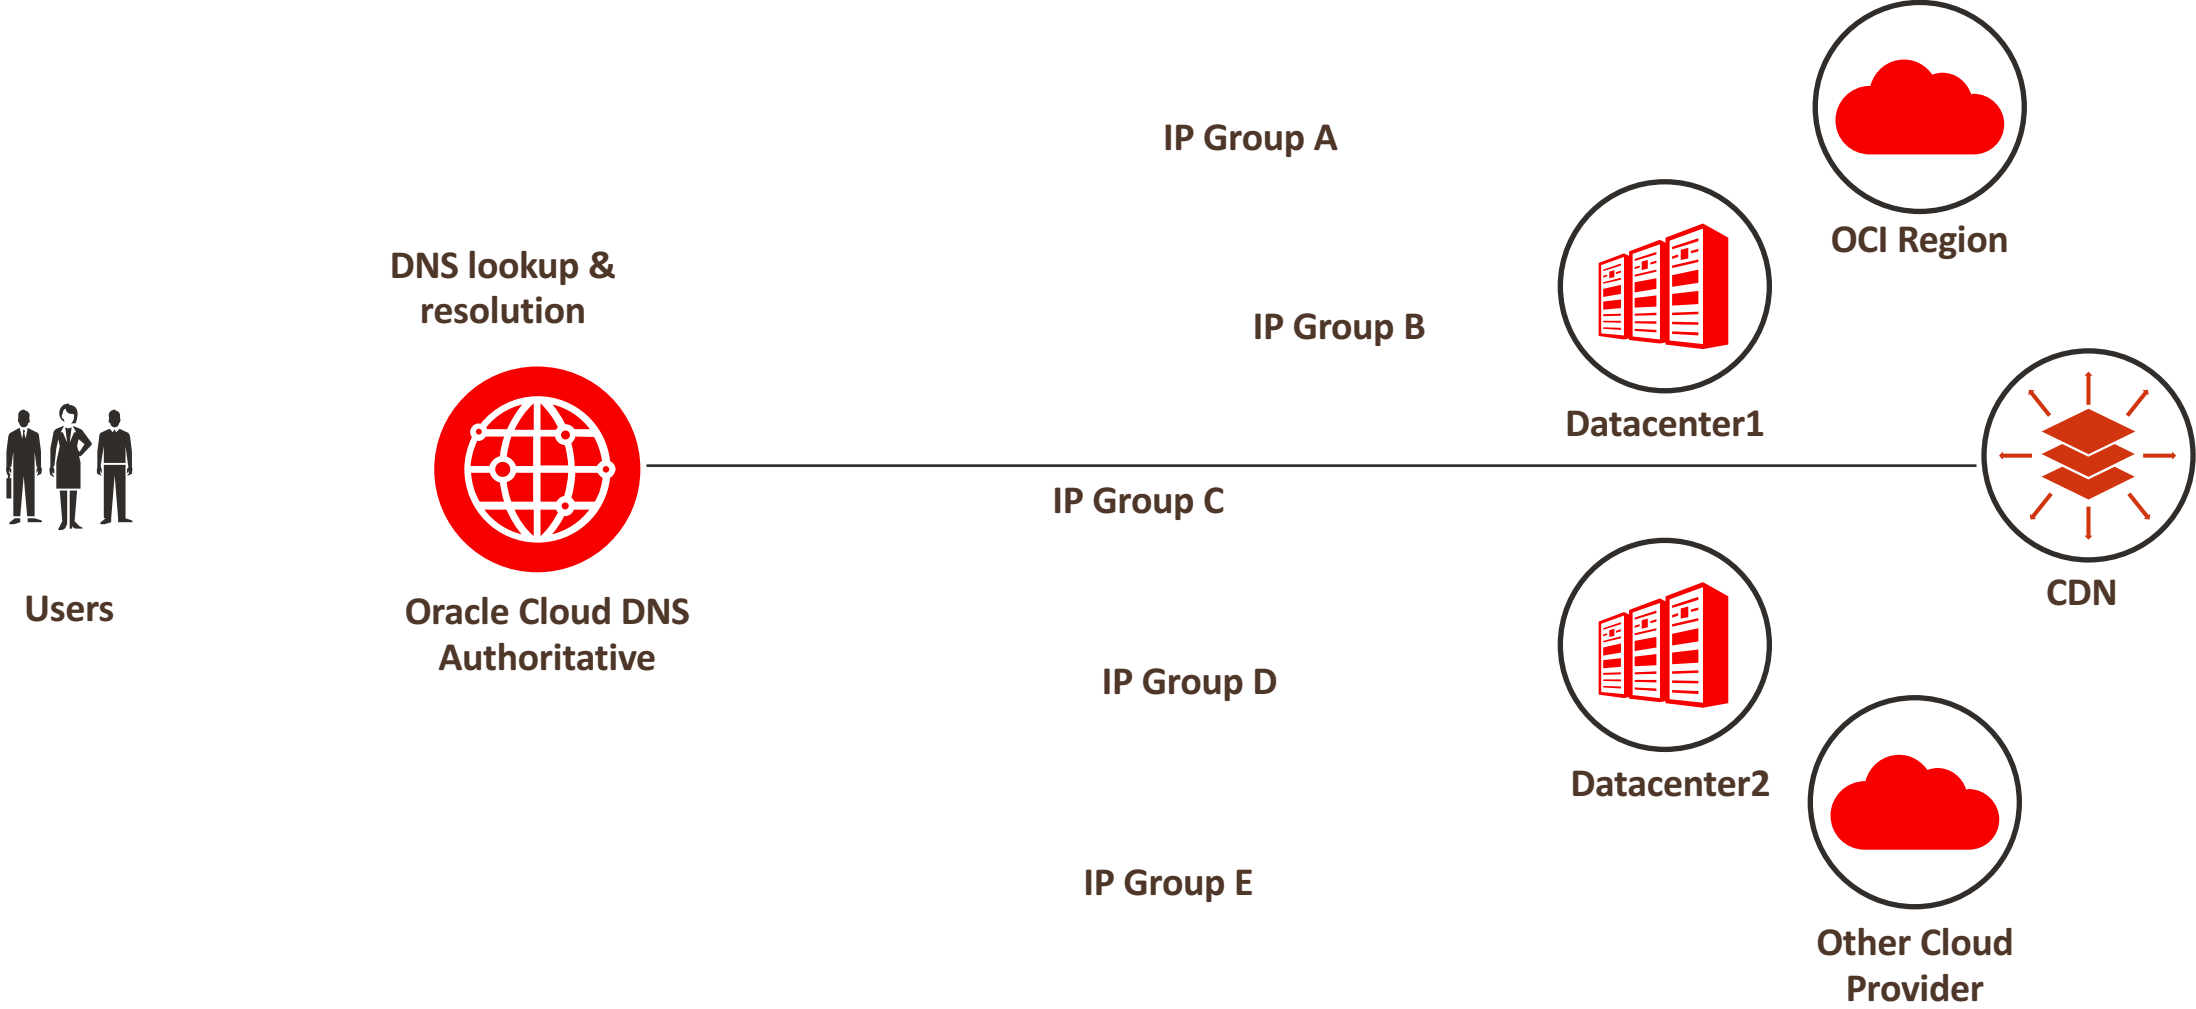 IP Group A
OCI Region
DNS lookup &
resolution
IP Group B
Datacenter1
IP Group C
Users
Oracle Cloud DNS
Authoritative
CDN
IP Group D
Datacenter2
IP Group E
Other Cloud
Provider